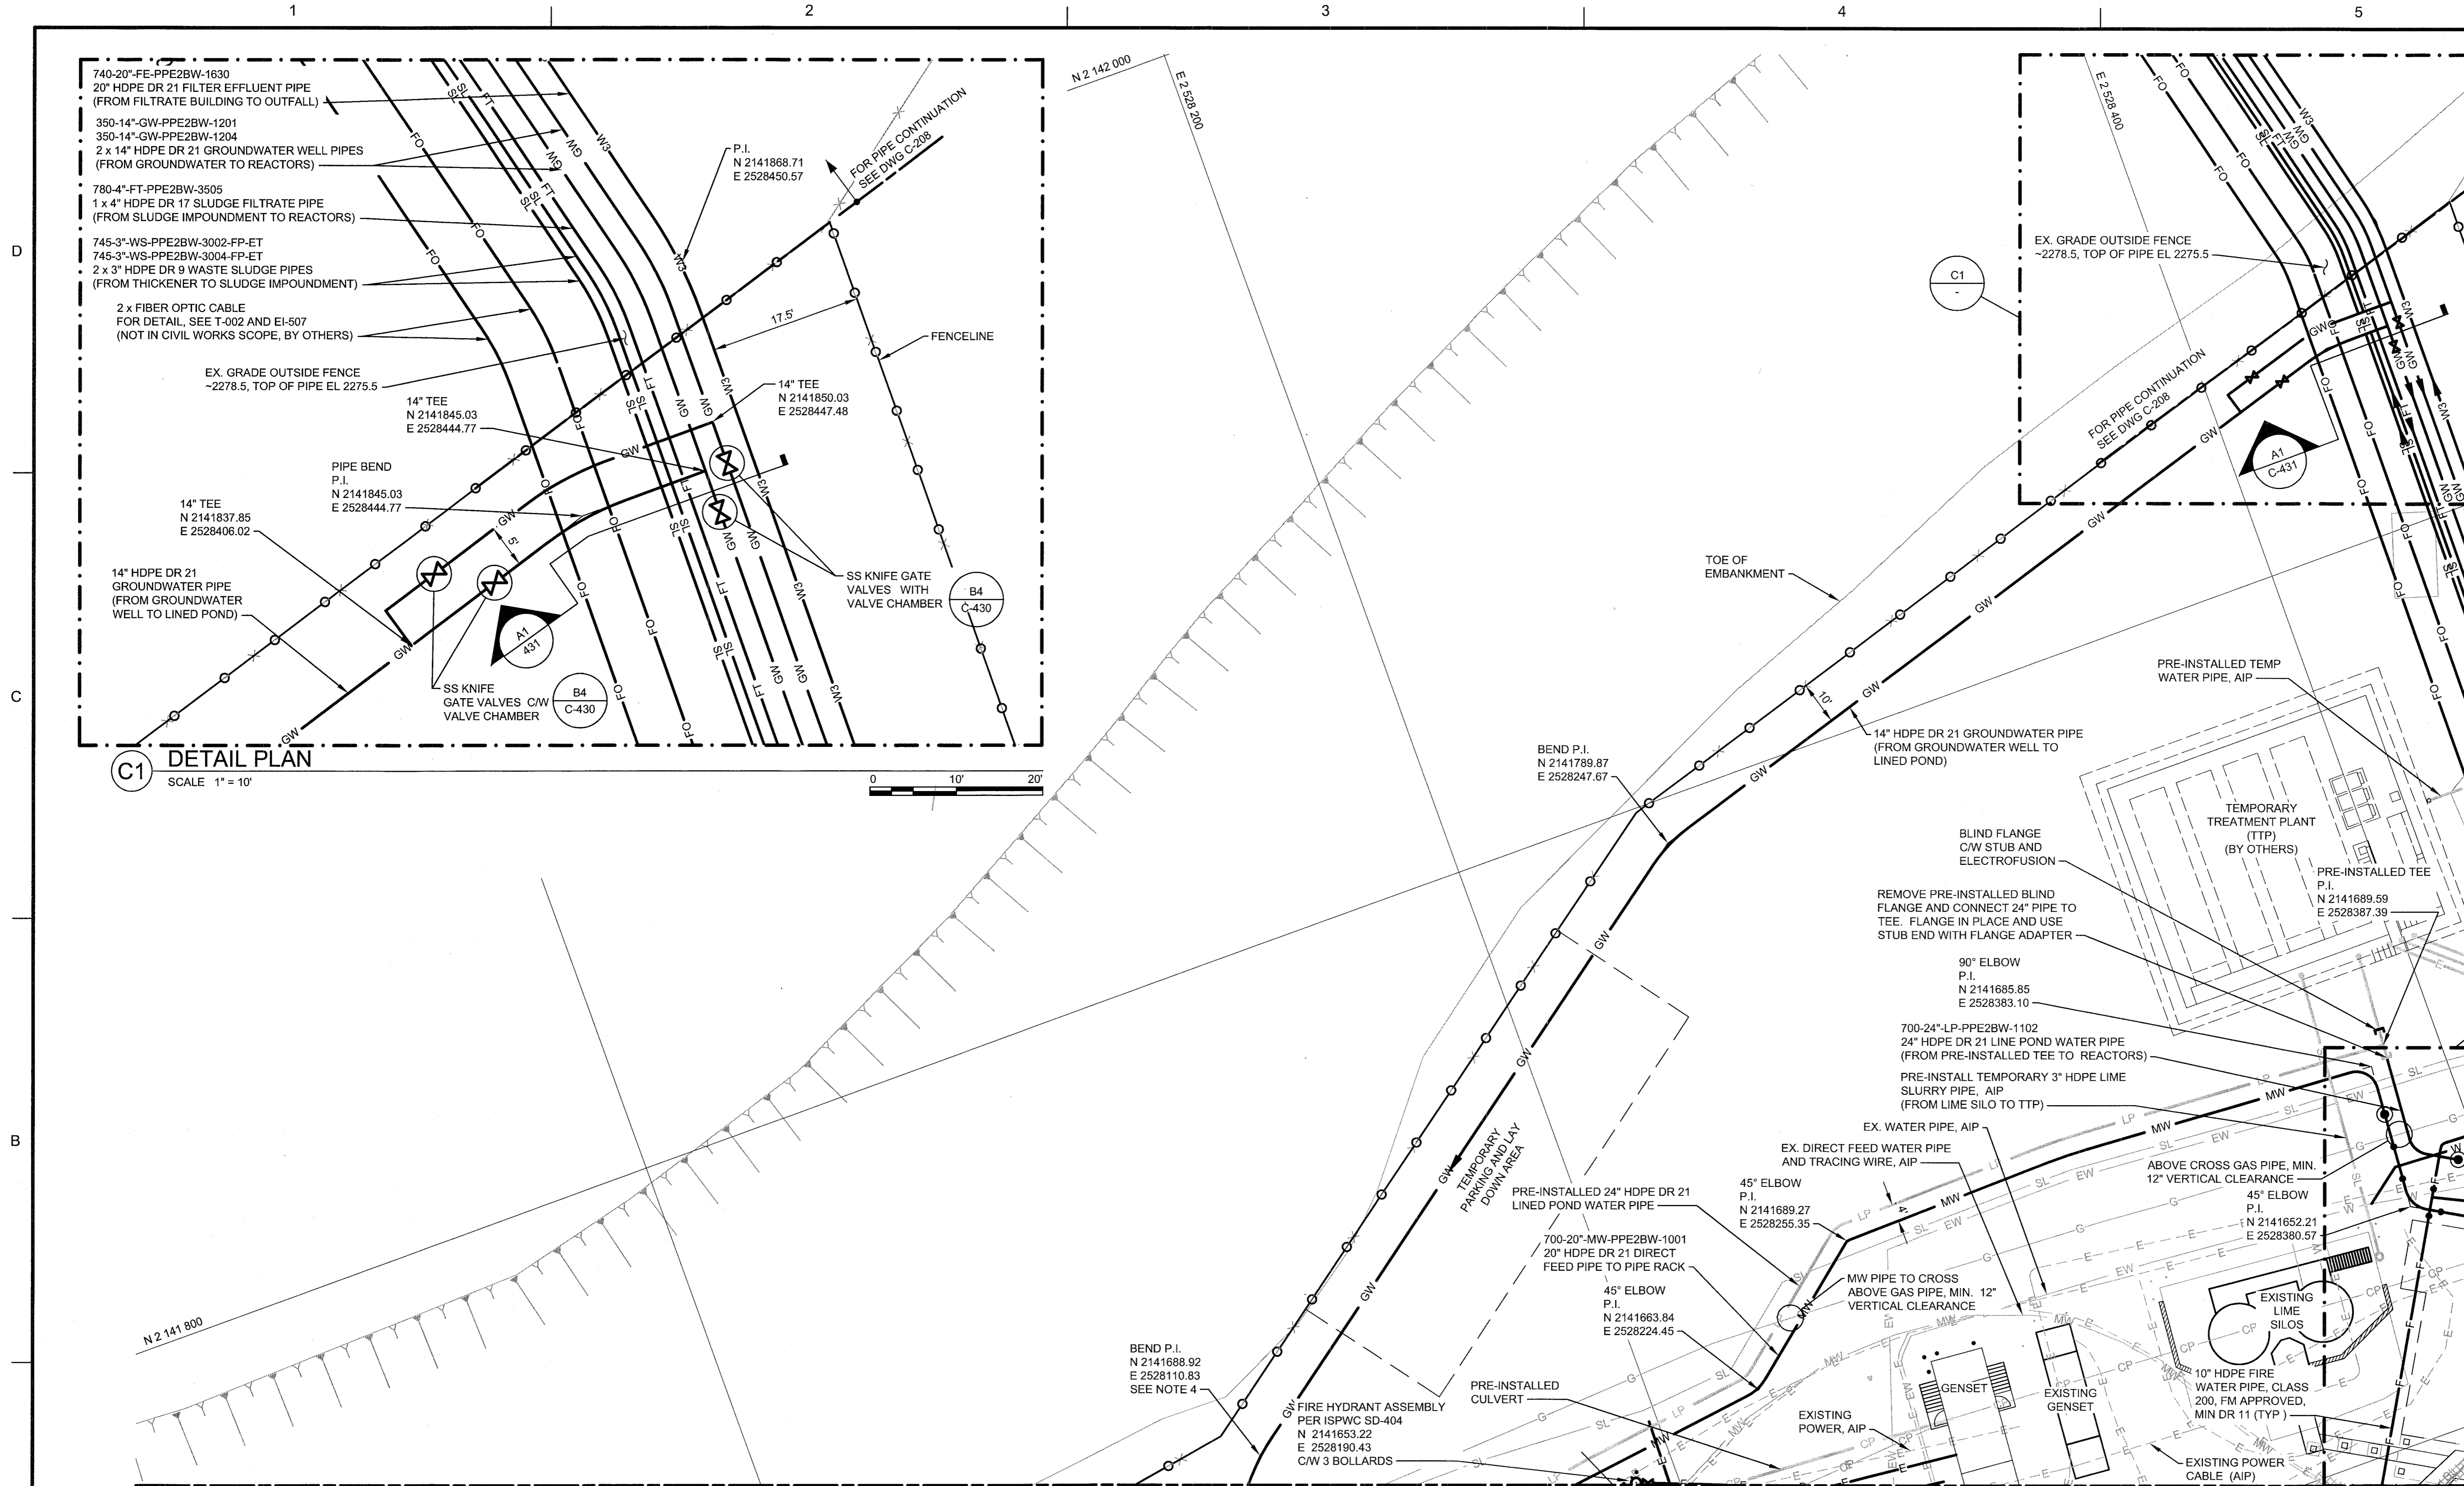 1
2
3
4
5
D
C
B
740-20"-FE-PPE2BW-1630
20" HDPE DR 21 FILTER EFFLUENT PIPE
(FROM FILTRATE BUILDING TO OUTFALL)
350-14"-GW-PPE2BW-1201
350-14"-GW-PPE2BW-1204
2 x 14" HDPE DR 21 GROUNDWATER WELL PIPES
(FROM GROUNDWATER TO REACTORS)
780-4"-FT-PPE2BW-3505
1 x 4" HDPE DR 17 SLUDGE FILTRATE PIPE
(FROM SLUDGE IMPOUNDMENT TO REACTORS)
745-3"-WS-PPE2BW-3002-FP-ET
745-3"-WS-PPE2BW-3004-FP-ET
2 x 3" HDPE DR 9 WASTE SLUDGE PIPES
(FROM THICKENER TO SLUDGE IMPOUNDMENT)
2 x FIBER OPTIC CABLE
FOR DETAIL, SEE T-002 AND EI-507
(NOT IN CIVIL WORKS SCOPE, BY OTHERS)
EX. GRADE OUTSIDE FENCE
~2278.5, TOP OF PIPE EL 2275.5
14" TEE
N 2141845.03
E 2528444.77
PIPE BEND
P.I.
N 2141845.03
E 2528444.77
14" TEE
N 2141837.85
E 2528406.02
14" HDPE DR 21
GROUNDWATER PIPE
(FROM GROUNDWATER
WELL TO LINED POND)
P.I.
N 2141868.71
E 2528450.57
FOR PIPE CONTINUATION
SEE DWG C-208
17.5'
FENCELINE
14" TEE
N 2141850.03
E 2528447.48
5'
SS KNIFE GATE
VALVES WITH
VALVE CHAMBER
B4
C-430
A1
431
SS KNIFE
GATE VALVES C/W
VALVE CHAMBER
B4
C-430
C1
DETAIL PLAN
SCALE 1" = 10'
0
10'
20'
N 2 142 000
E 2 528 200
E 2 528 400
EX. GRADE OUTSIDE FENCE
~2278.5, TOP OF PIPE EL 2275.5
C1
-
FOR PIPE CONTINUATION
SEE DWG C-208
A1
C-431
TOE OF
EMBANKMENT
10'
14" HDPE DR 21 GROUNDWATER PIPE
(FROM GROUNDWATER WELL TO
LINED POND)
BEND P.I.
N 2141789.87
E 2528247.67
PRE-INSTALLED TEMP
WATER PIPE, AIP
TEMPORARY
TREATMENT PLANT
(TTP)
(BY OTHERS)
BLIND FLANGE
C/W STUB AND
ELECTROFUSION
PRE-INSTALLED TEE
P.I.
N 2141689.59
E 2528387.39
REMOVE PRE-INSTALLED BLIND
FLANGE AND CONNECT 24" PIPE TO
TEE. FLANGE IN PLACE AND USE
STUB END WITH FLANGE ADAPTER
90° ELBOW
P.I.
N 2141685.85
E 2528383.10
700-24"-LP-PPE2BW-1102
24" HDPE DR 21 LINE POND WATER PIPE
(FROM PRE-INSTALLED TEE TO REACTORS)
PRE-INSTALL TEMPORARY 3" HDPE LIME
SLURRY PIPE, AIP
(FROM LIME SILO TO TTP)
EX. WATER PIPE, AIP
EX. DIRECT FEED WATER PIPE
AND TRACING WIRE, AIP
ABOVE CROSS GAS PIPE, MIN.
12" VERTICAL CLEARANCE
45° ELBOW
P.I.
N 2141652.21
E 2528380.57
TEMPORARY
PARKING AND LAY
DOWN AREA
PRE-INSTALLED 24" HDPE DR 21
LINED POND WATER PIPE
45° ELBOW
P.I.
N 2141689.27
E 2528255.35
4'
700-20"-MW-PPE2BW-1001
20" HDPE DR 21 DIRECT
FEED PIPE TO PIPE RACK
45° ELBOW
P.I.
N 2141663.84
E 2528224.45
MW PIPE TO CROSS
ABOVE GAS PIPE, MIN. 12"
VERTICAL CLEARANCE
EXISTING
LIME
SILOS
N 2 141 800
BEND P.I.
N 2141688.92
E 2528110.83
SEE NOTE 4
FIRE HYDRANT ASSEMBLY
PER ISPWC SD-404
N 2141653.22
E 2528190.43
C/W 3 BOLLARDS
PRE-INSTALLED
CULVERT
EXISTING
POWER, AIP
GENSET
EXISTING
GENSET
10" HDPE FIRE
WATER PIPE, CLASS
200, FM APPROVED,
MIN DR 11 (TYP )
EXISTING POWER
CABLE (AIP)